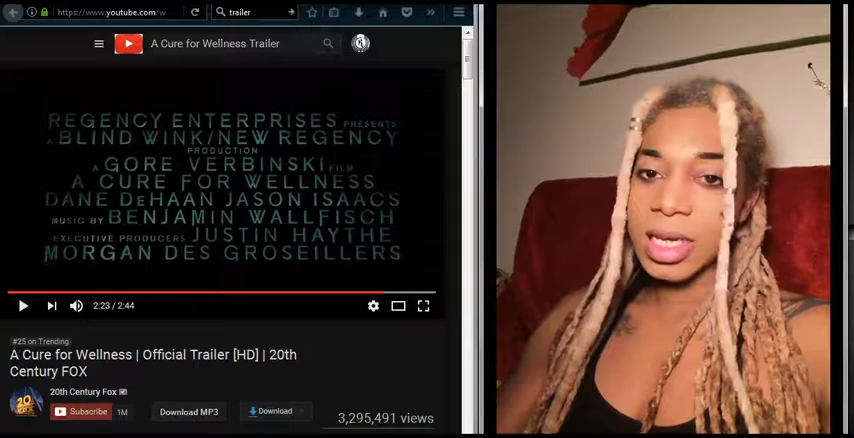 https://www.youtube.com/w
trailer
A Cure for Wellness Trailer
REGENCY ENTERPRISES PRESENTS
A BLIND WINK/NEW REGENCY
PRODUCTION
A GORE VERBINSKI FILM
A CURE FOR WELLNESS
DANE DEHAAN JASON ISAACS
MUSIC BY BENJAMIN WALLFISCH
EXECUTIVE PRODUCERS JUSTIN HAYTHE
MORGAN DES GROSEILLERS
2:23 / 2:44
#25 on Trending
A Cure for Wellness | Official Trailer [HD] | 20th
Century FOX
20th Century Fox
Subscribe 1M Download MP3 Download
3,295,491 views